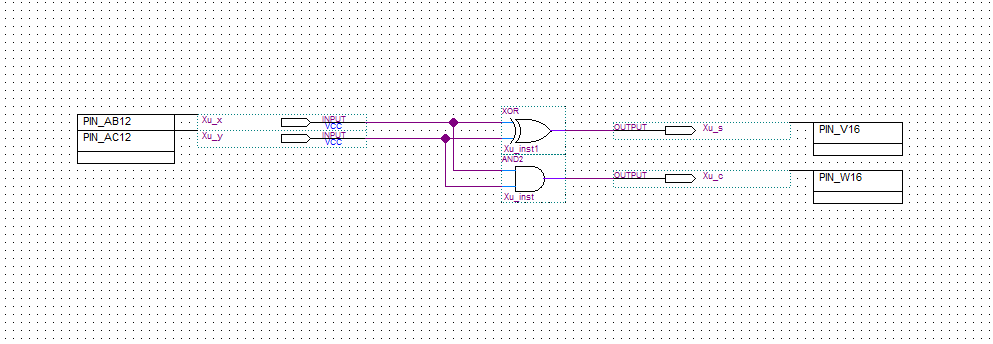 XOR
PIN_AB12
Xu_x
INPUT
VCC
PIN_AC12
Xu_y
INPUT
VCC
OUTPUT
Xu_s
PIN_V16
Xu_inst1
AND2
OUTPUT
Xu_c
PIN_W16
Xu_inst